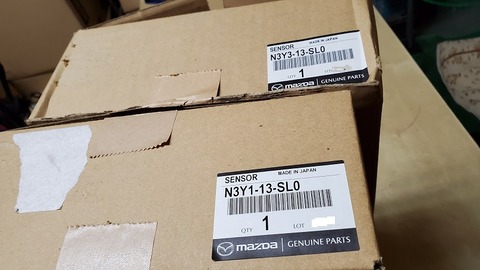 SENSOR MADE IN JAPAN
N3Y3-13-SL0
1
mazda GENUINE PARTS
SENSOR MADE IN JAPAN
N3Y1-13-SL0
QTY 1 LOT
mazda GENUINE PARTS